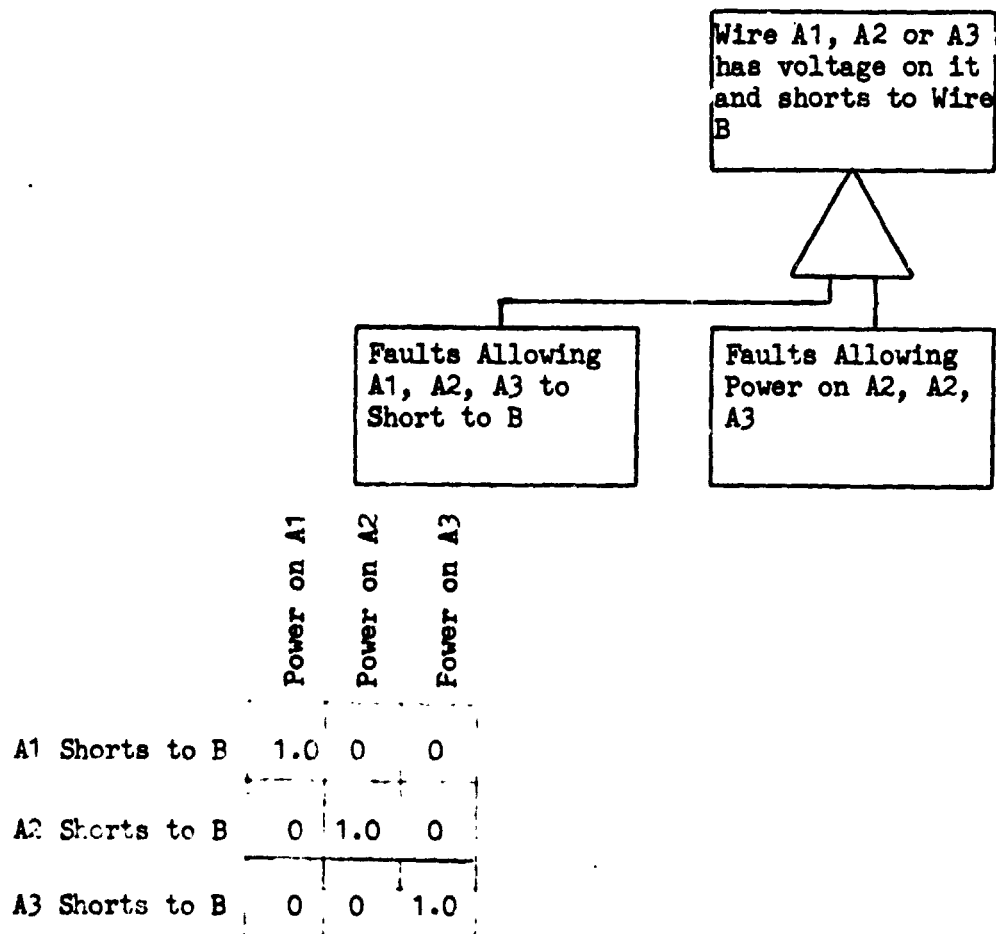 Wire A1, A2 or A3
has voltage on it
and shorts to Wire
B
Faults Allowing
A1, A2, A3 to
Short to B
Faults Allowing
Power on A2, A2,
A3
Power on A1
Power on A2
Power on A3
A1 Shorts to B 1.0 0 0
A2 Shorts to B 0 1.0 0
A3 Shorts to B 0 0 1.0